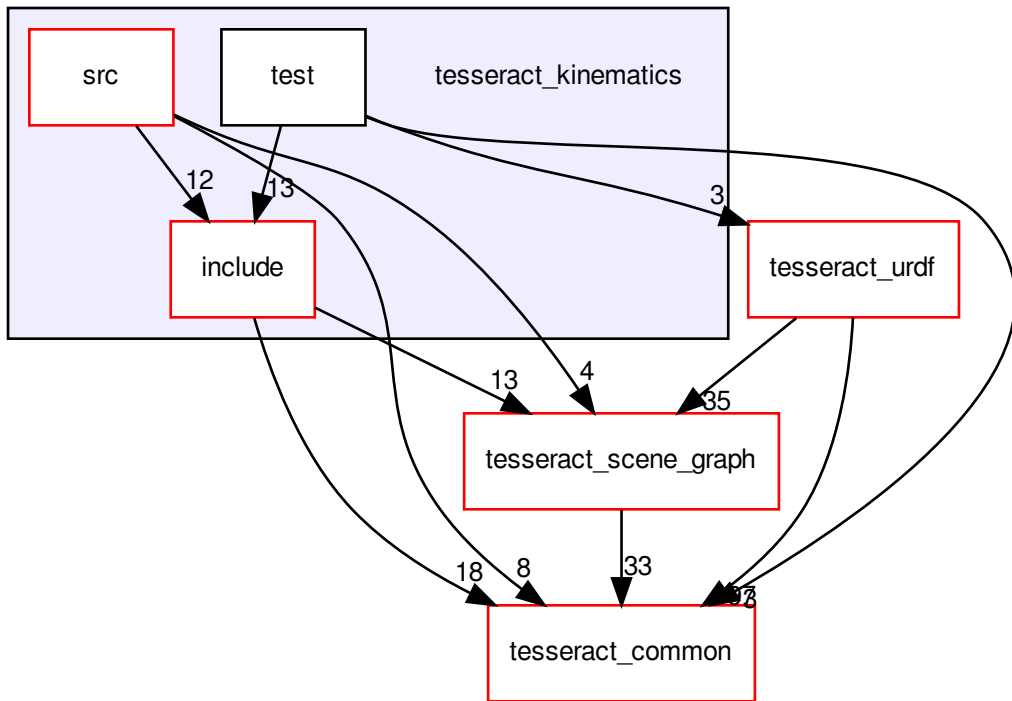 src
test
tesseract_kinematics
12
13
3
include
tesseract_urdf
13
4
35
tesseract_scene_graph
18
8
33
tesseract_common